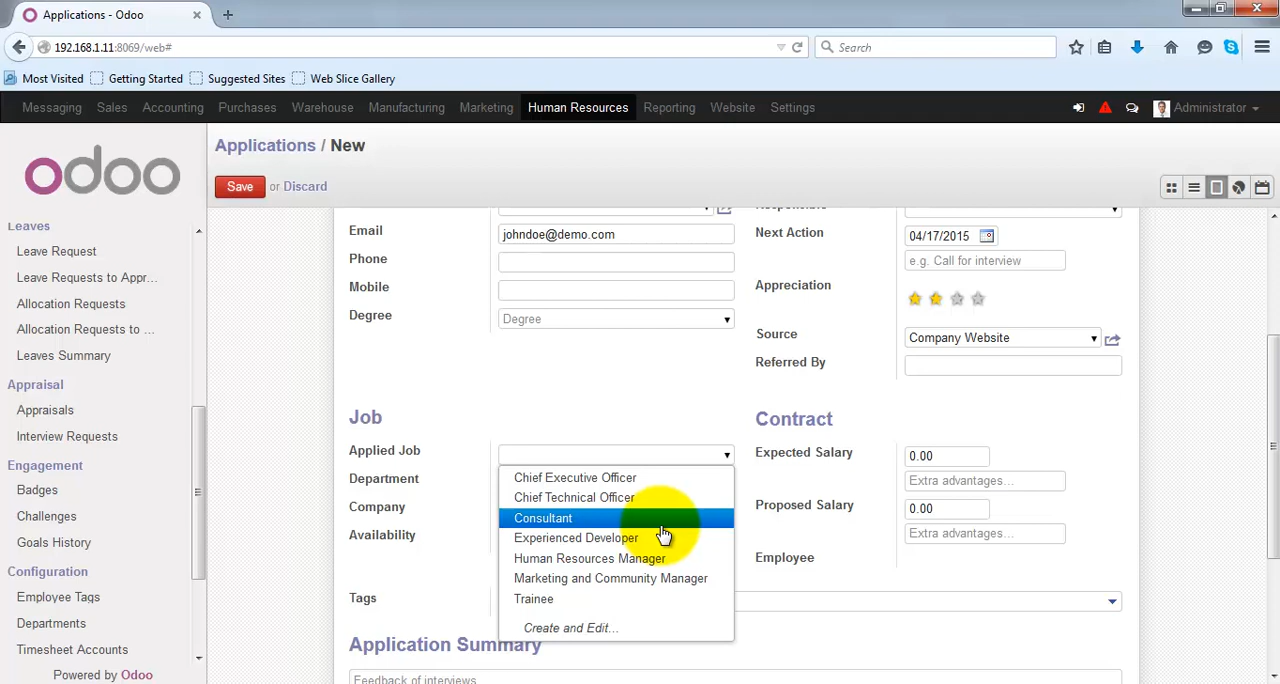 Applications - Odoo
192.168.1.11:8069/web#
Search
Most Visited Getting Started Suggested Sites Web Slice Gallery
Messaging Sales Accounting Purchases Warehouse Manufacturing Marketing Human Resources Reporting Website Settings Administrator
odoo
Leaves
Leave Request
Leave Requests to Appr...
Allocation Requests
Allocation Requests to ...
Leaves Summary
Appraisal
Appraisals
Interview Requests
Engagement
Badges
Challenges
Goals History
Configuration
Employee Tags
Departments
Timesheet Accounts
Powered by Odoo
Applications / New
Save or Discard
Email johndoe@demo.com
Phone
Mobile
Degree Degree
Responsible
Next Action 04/17/2015
e.g. Call for interview
Appreciation
Source Company Website
Referred By
Job
Applied Job
Department
Company
Availability
Chief Executive Officer
Chief Technical Officer
Consultant
Experienced Developer
Human Resources Manager
Marketing and Community Manager
Trainee
Create and Edit...
Contract
Expected Salary 0.00
Extra advantages...
Proposed Salary 0.00
Extra advantages...
Employee
Tags
Application Summary
Feedback of interviews